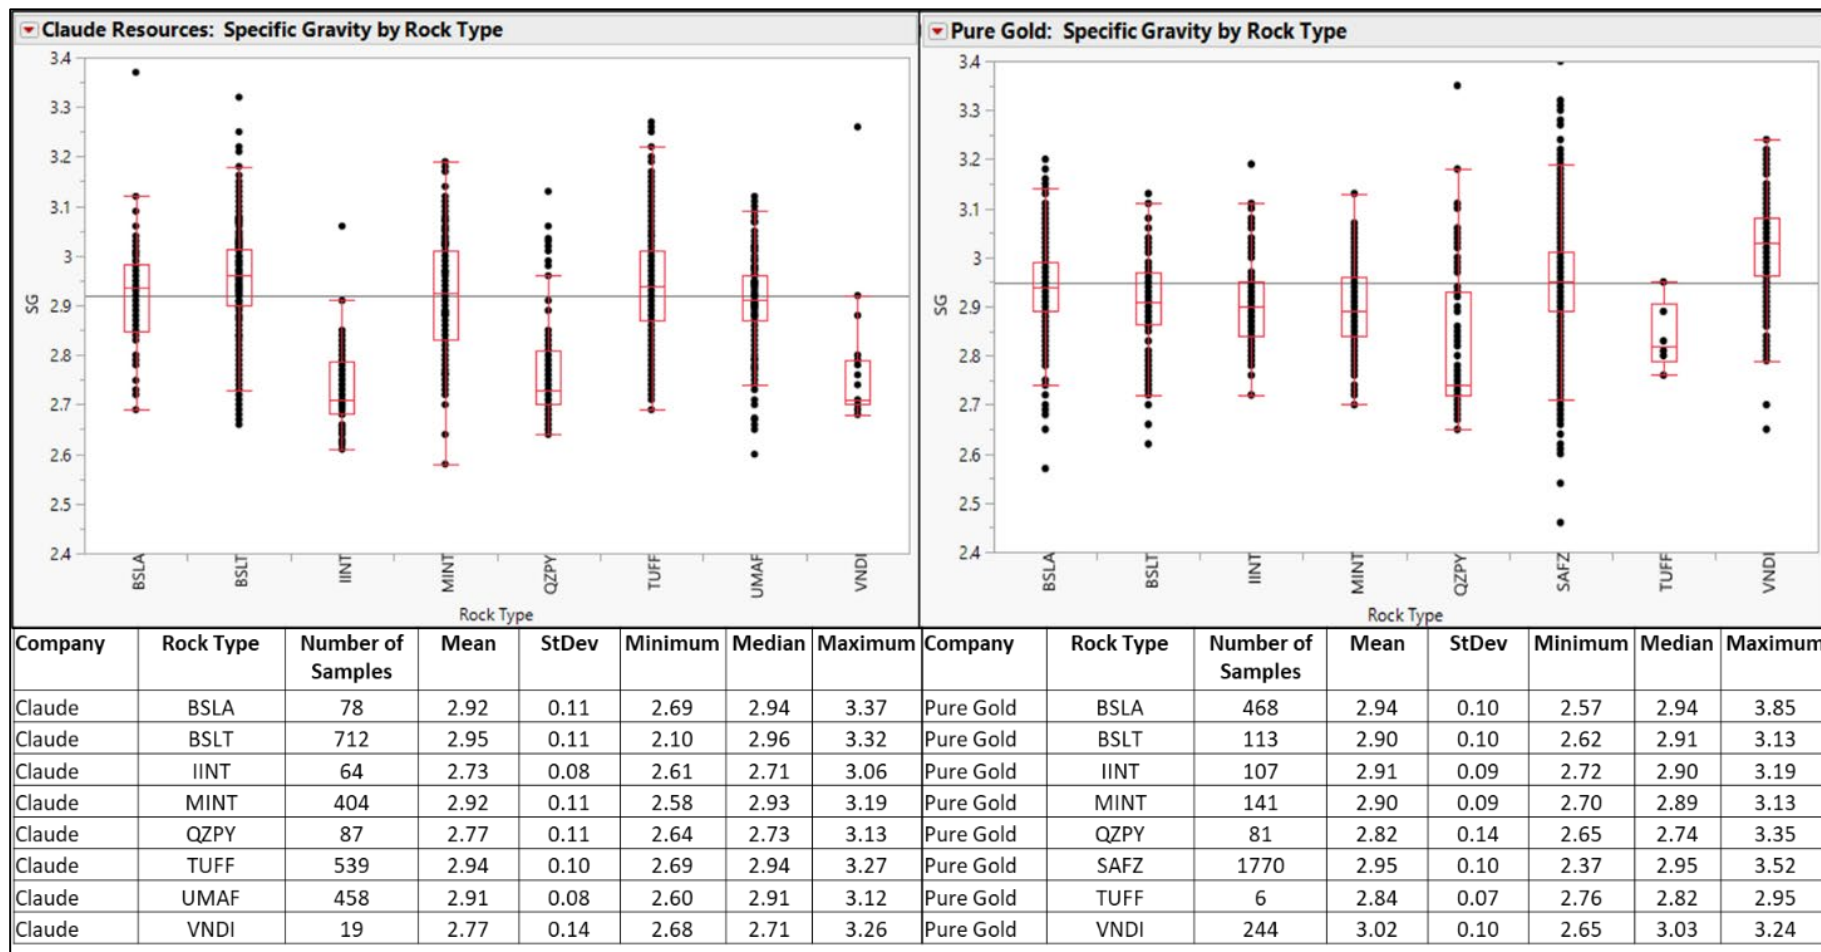 Claude Resources: Specific Gravity by Rock Type
3.4
3.3
3.2
3.1
3
2.9
2.8
2.7
2.6
2.5
2.4
SG
BSLA BSLT IINT MINT QZPY TUFF UMAF VNDI
Rock Type
Pure Gold: Specific Gravity by Rock Type
3.4
3.3
3.2
3.1
3
2.9
2.8
2.7
2.6
2.5
2.4
SG
BSLA BSLT IINT MINT QZPY SAFZ TUFF VNDI
Rock Type
Company Rock Type Number of Samples Mean StDev Minimum Median Maximum Company Rock Type Number of Samples Mean StDev Minimum Median Maximum
Claude BSLA 78 2.92 0.11 2.69 2.94 3.37 Pure Gold BSLA 468 2.94 0.10 2.57 2.94 3.85
Claude BSLT 712 2.95 0.11 2.10 2.96 3.32 Pure Gold BSLT 113 2.90 0.10 2.62 2.91 3.13
Claude IINT 64 2.73 0.08 2.61 2.71 3.06 Pure Gold IINT 107 2.91 0.09 2.72 2.90 3.19
Claude MINT 404 2.92 0.11 2.58 2.93 3.19 Pure Gold MINT 141 2.90 0.09 2.70 2.89 3.13
Claude QZPY 87 2.77 0.11 2.64 2.73 3.13 Pure Gold QZPY 81 2.82 0.14 2.65 2.74 3.35
Claude TUFF 539 2.94 0.10 2.69 2.94 3.27 Pure Gold SAFZ 1770 2.95 0.10 2.37 2.95 3.52
Claude UMAF 458 2.91 0.08 2.60 2.91 3.12 Pure Gold TUFF 6 2.84 0.07 2.76 2.82 2.95
Claude VNDI 19 2.77 0.14 2.68 2.71 3.26 Pure Gold VNDI 244 3.02 0.10 2.65 3.03 3.24